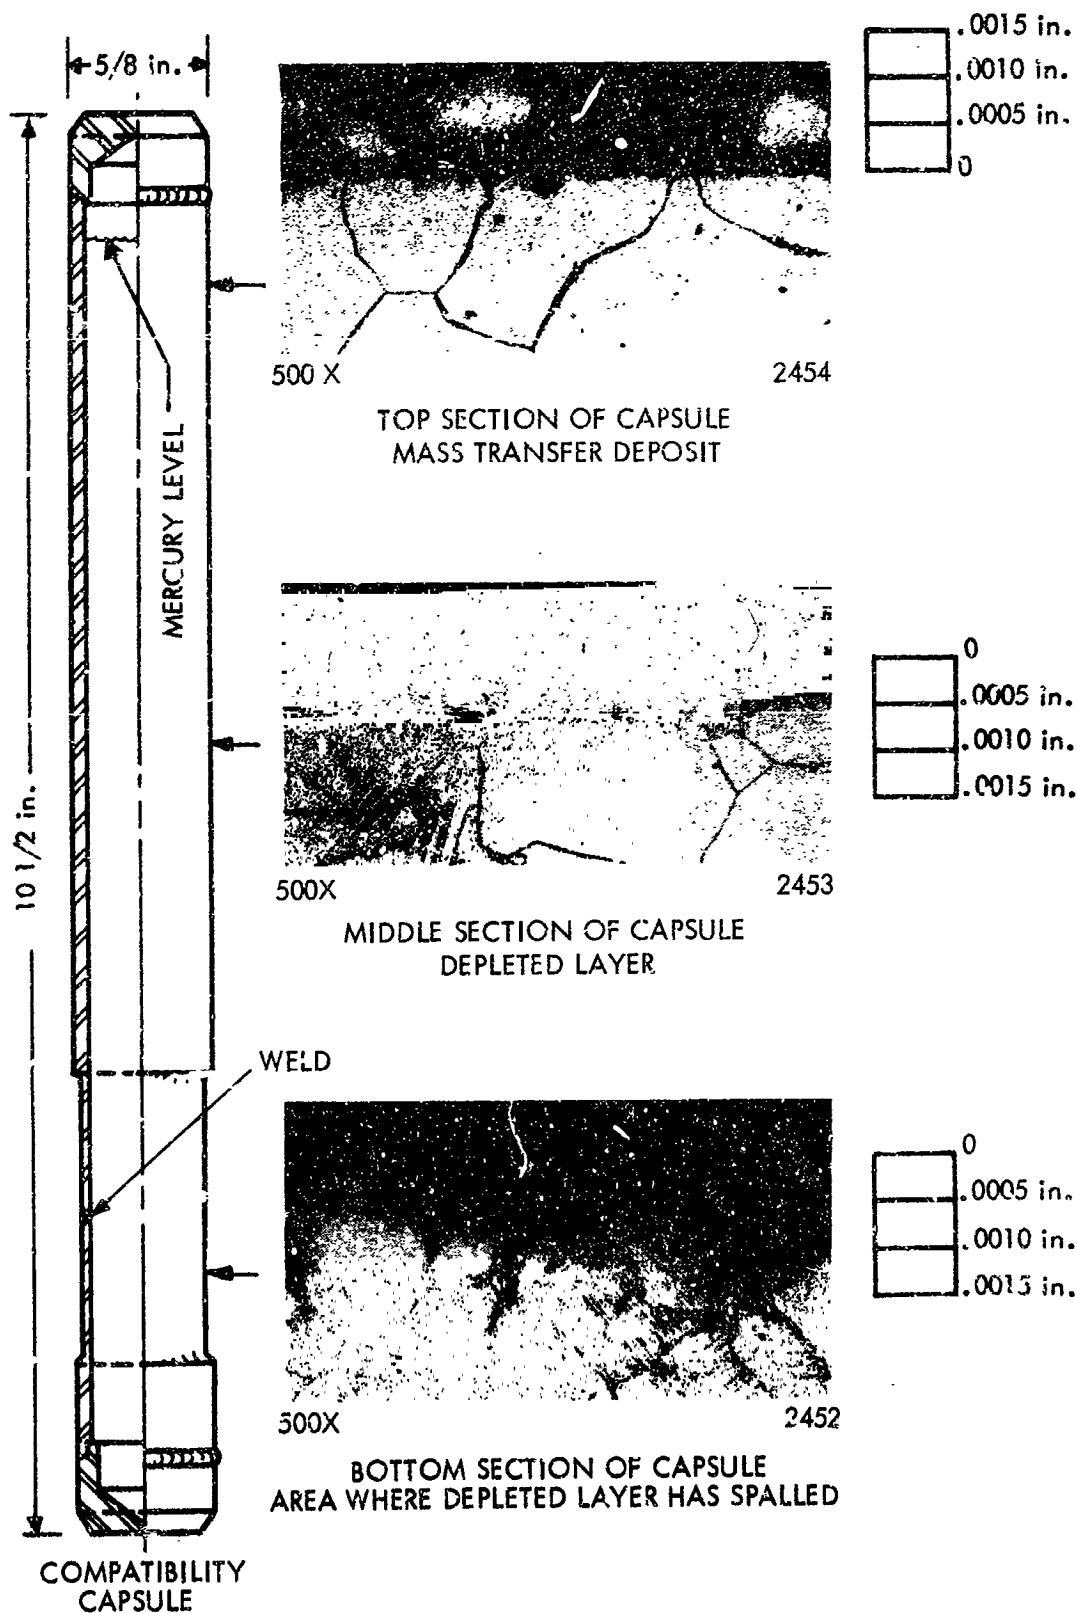 5/8 in.
10 1/2 in.
MERCURY LEVEL
WELD
COMPATIBILITY
CAPSULE
500 X
2454
TOP SECTION OF CAPSULE
MASS TRANSFER DEPOSIT
.0015 in.
.0010 in.
.0005 in.
0
500X
2453
MIDDLE SECTION OF CAPSULE
DEPLETED LAYER
0
.0005 in.
.0010 in.
.0015 in.
500X
2452
BOTTOM SECTION OF CAPSULE
AREA WHERE DEPLETED LAYER HAS SPALLED
0
.0005 in.
.0010 in.
.0015 in.